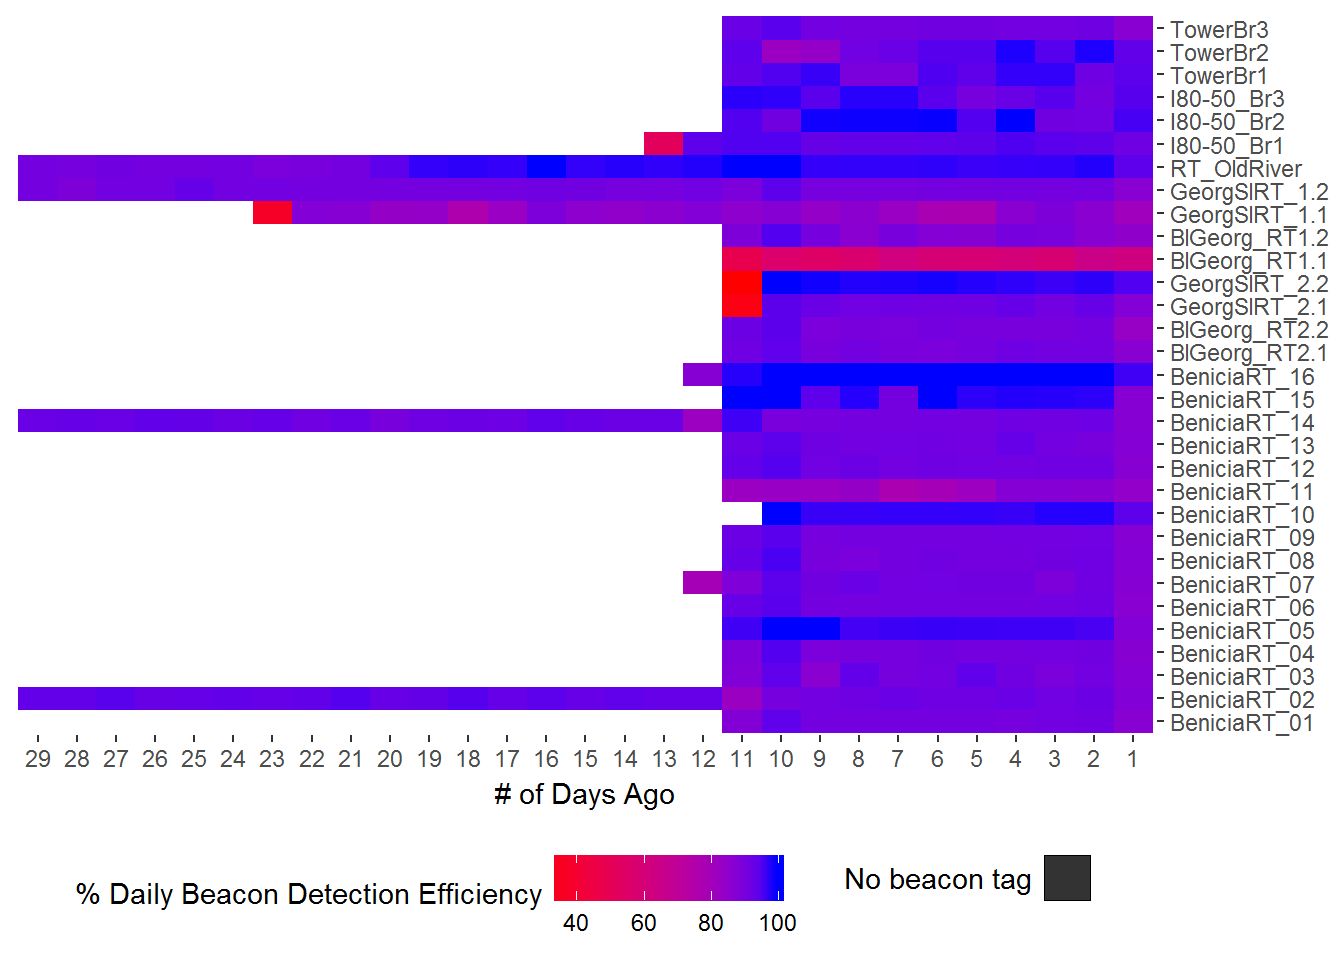 TowerBr3
TowerBr2
TowerBr1
I80-50_Br3
I80-50_Br2
I80-50_Br1
RT_OldRiver
GeorgSlRT_1.2
GeorgSlRT_1.1
BlGeorg_RT1.2
BlGeorg_RT1.1
GeorgSlRT_2.2
GeorgSlRT_2.1
BlGeorg_RT2.2
BlGeorg_RT2.1
BeniciaRT_16
BeniciaRT_15
BeniciaRT_14
BeniciaRT_13
BeniciaRT_12
BeniciaRT_11
BeniciaRT_10
BeniciaRT_09
BeniciaRT_08
BeniciaRT_07
BeniciaRT_06
BeniciaRT_05
BeniciaRT_04
BeniciaRT_03
BeniciaRT_02
BeniciaRT_01
29 28 27 26 25 24 23 22 21 20 19 18 17 16 15 14 13 12 11 10 9 8 7 6 5 4 3 2 1
# of Days Ago
% Daily Beacon Detection Efficiency
40 60 80 100
No beacon tag